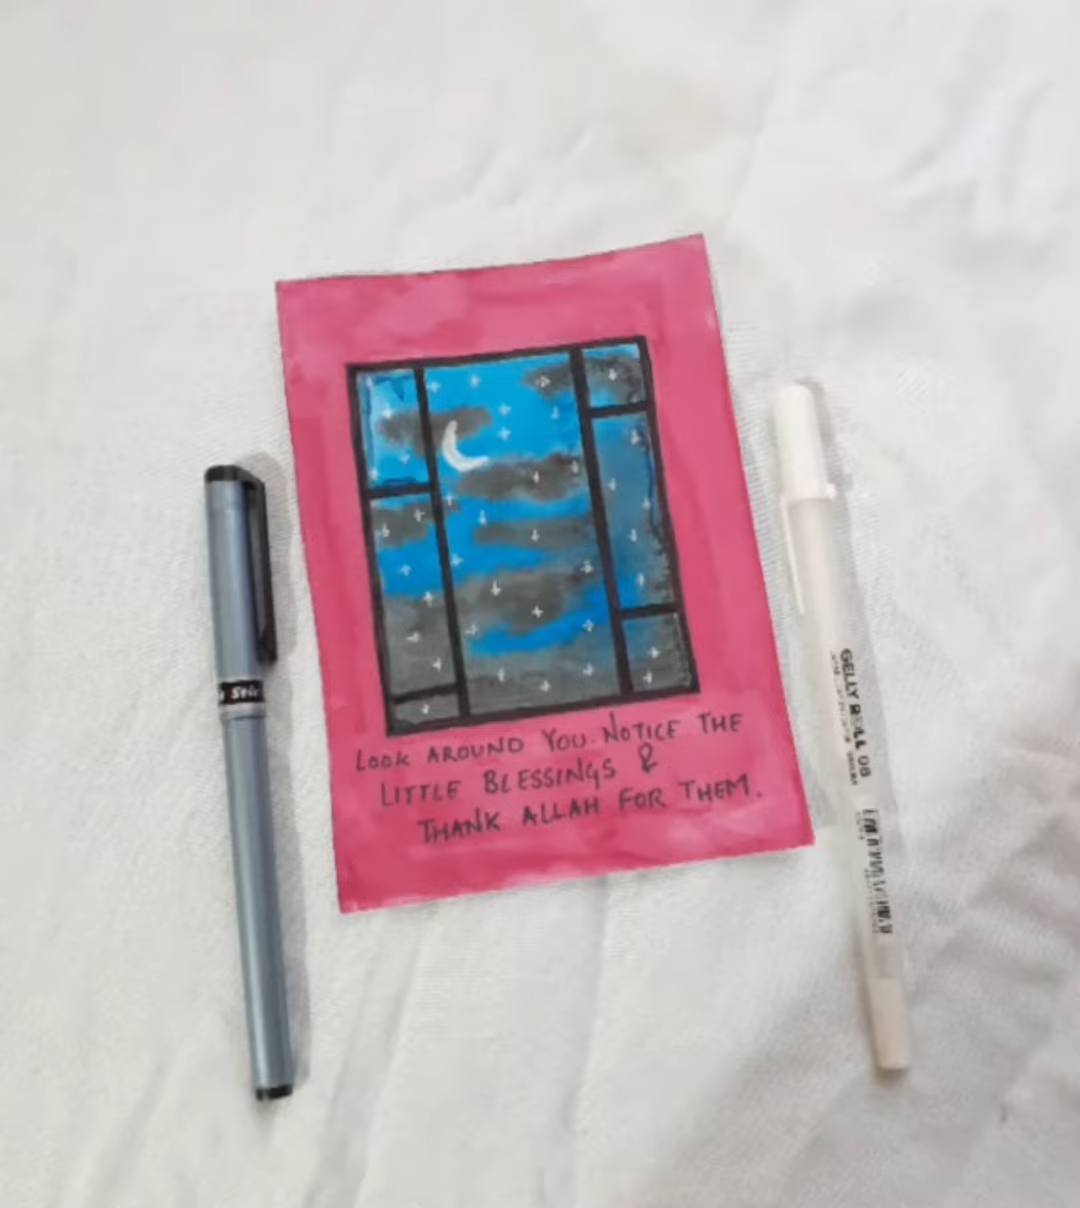 LOOK AROUND YOU. NOTICE THE
LITTLE BLESSINGS &
THANK ALLAH FOR THEM.
GELLY ROLL 08